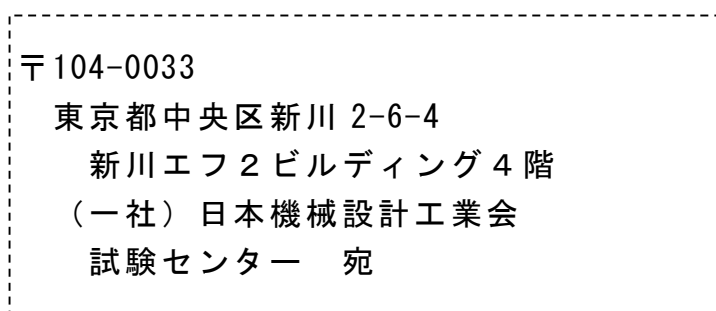 〒104-0033
東京都中央区新川 2-6-4
新川エフ２ビルディング４階
（一社）日本機械設計工業会
試験センター　宛